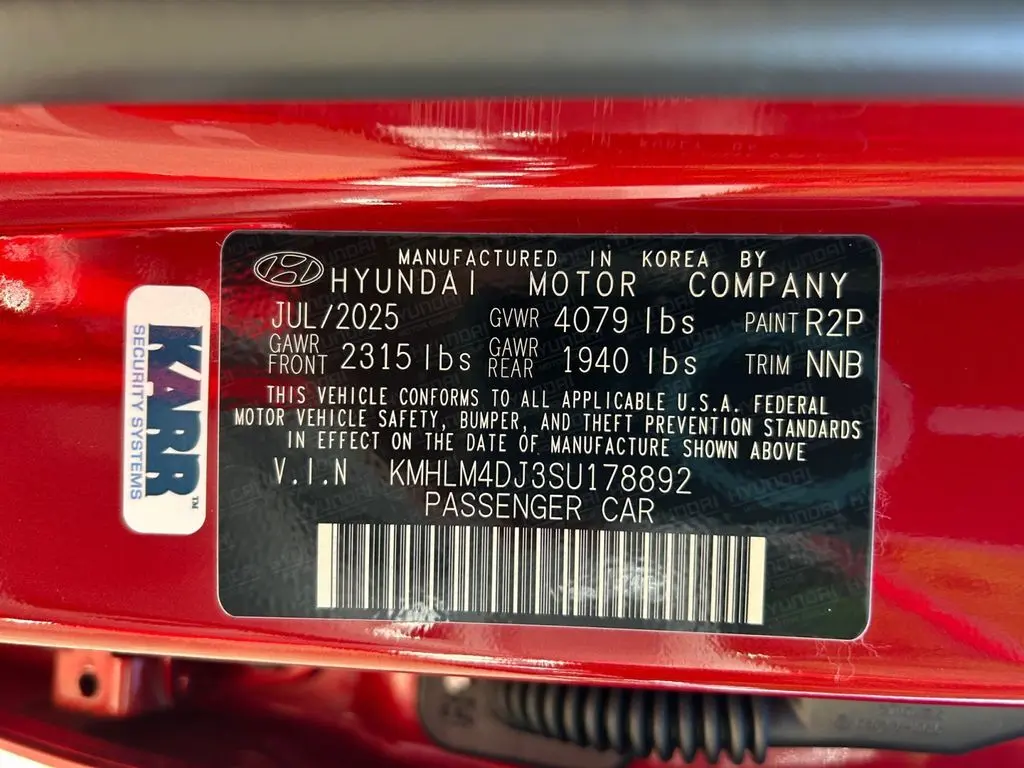 MANUFACTURED IN KOREA BY
HYUNDAI MOTOR COMPANY
JUL/2025 GVWR 4079 lbs PAINT R2P
GAWR FRONT 2315 lbs GAWR REAR 1940 lbs TRIM NNB
THIS VEHICLE CONFORMS TO ALL APPLICABLE U.S.A. FEDERAL
MOTOR VEHICLE SAFETY, BUMPER, AND THEFT PREVENTION STANDARDS
IN EFFECT ON THE DATE OF MANUFACTURE SHOWN ABOVE
V.I.N KMHLM4DJ3SU178892
PASSENGER CAR
KARR™
SECURITY SYSTEMS